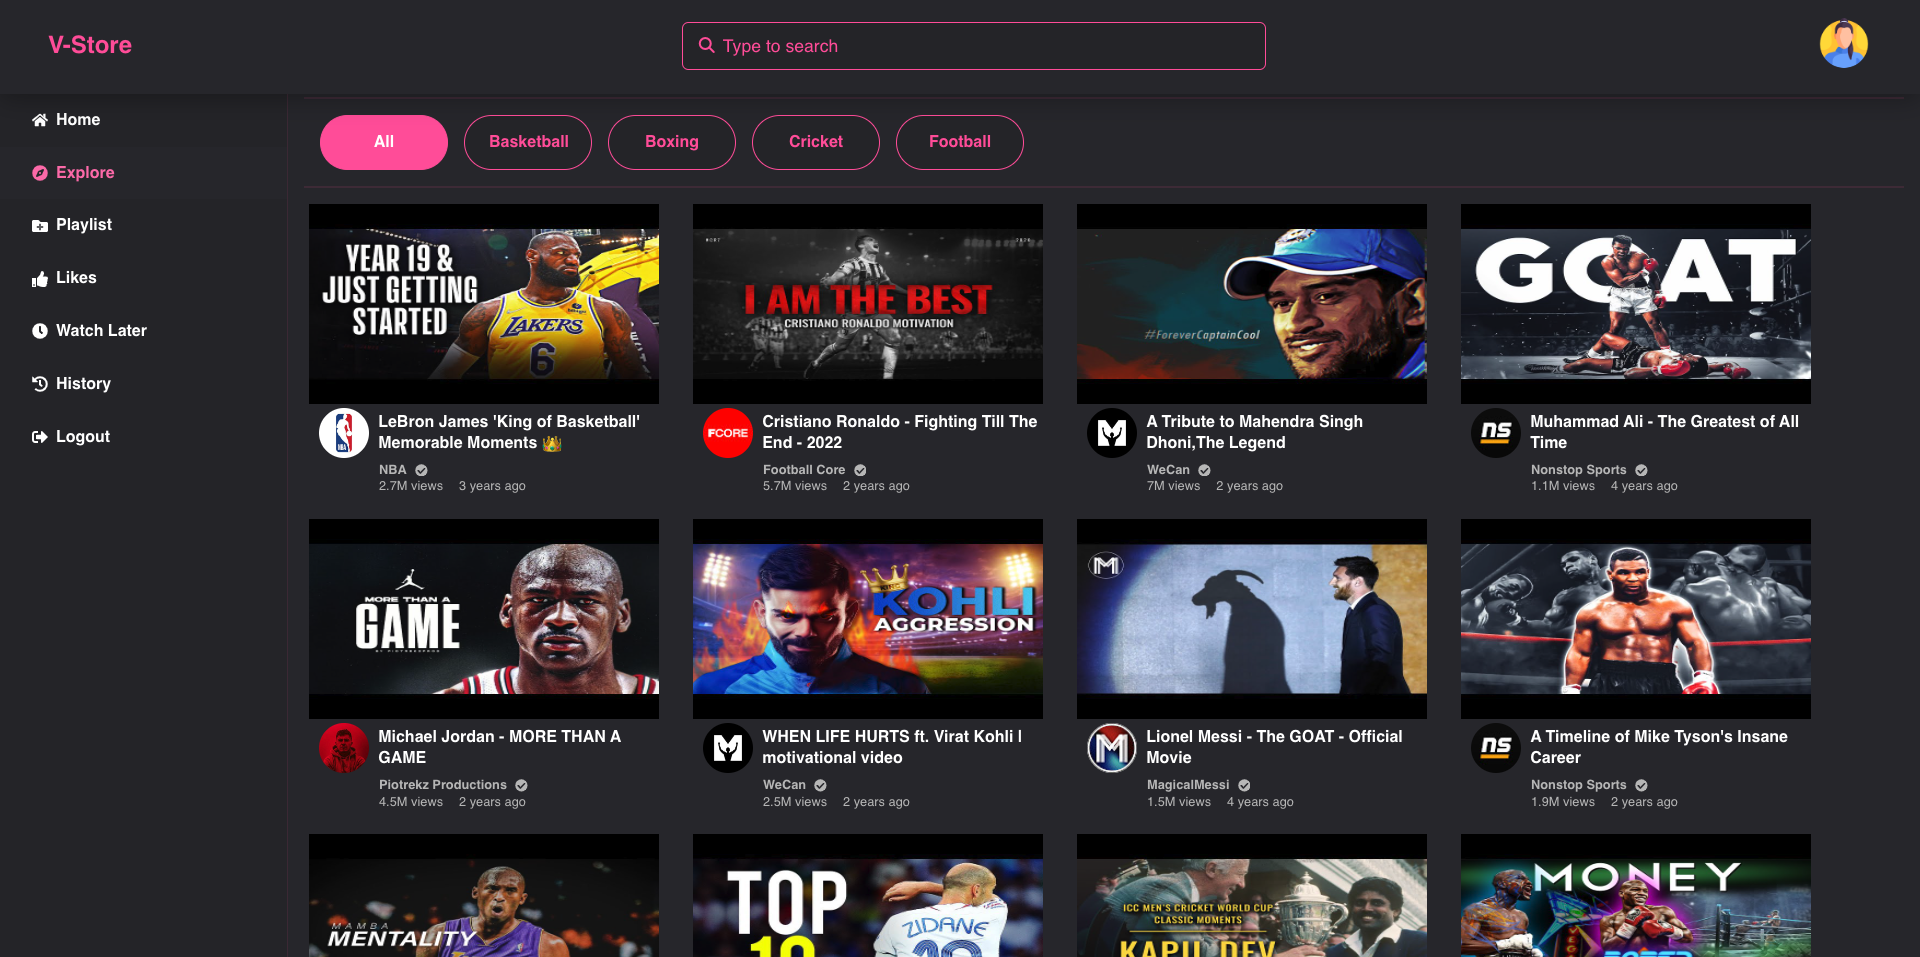 V-Store
Type to search
Home
Explore
Playlist
Likes
Watch Later
History
Logout
All
Basketball
Boxing
Cricket
Football
YEAR 19 &
JUST GETTING
STARTED
LAKERS
6
I AM THE BEST
CRISTIANO RONALDO MOTIVATION
#ForeverCaptainCool
GOAT
NBA
LeBron James 'King of Basketball'
Memorable Moments 👑
NBA
2.7M views 3 years ago
FCORE
Cristiano Ronaldo - Fighting Till The
End - 2022
Football Core
5.7M views 2 years ago
A Tribute to Mahendra Singh
Dhoni,The Legend
WeCan
7M views 2 years ago
ns
Muhammad Ali - The Greatest of All
Time
Nonstop Sports
1.1M views 4 years ago
MORE THAN A
GAME
KING
KOHLI
AGGRESSION
M
Michael Jordan - MORE THAN A
GAME
Piotrekz Productions
4.5M views 2 years ago
WHEN LIFE HURTS ft. Virat Kohli |
motivational video
WeCan
2.5M views 2 years ago
M
Lionel Messi - The GOAT - Official
Movie
MagicalMessi
1.5M views 4 years ago
ns
A Timeline of Mike Tyson's Insane
Career
Nonstop Sports
1.9M views 2 years ago
MAMBA
MENTALITY
TOP
10
ZIDANE
10
ICC MEN'S CRICKET WORLD CUP
CLASSIC MOMENTS
KAPIL DEV
MONEY